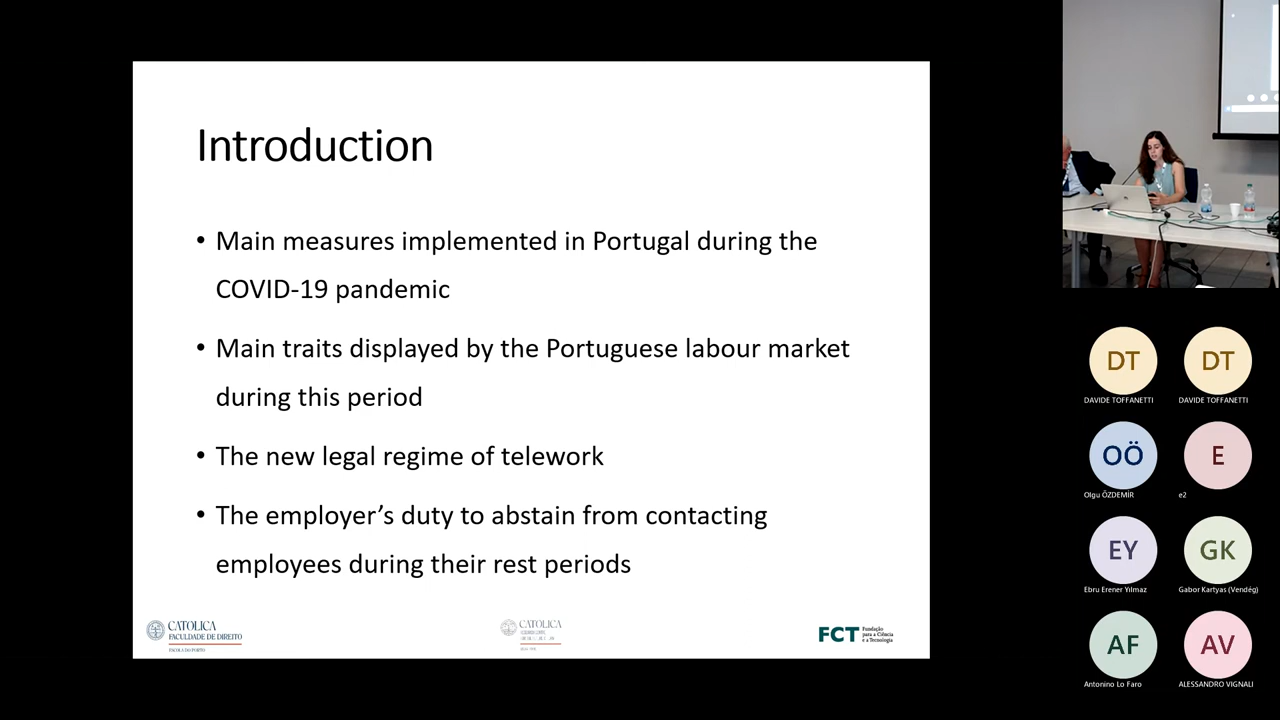 Introduction
• Main measures implemented in Portugal during the
COVID-19 pandemic
• Main traits displayed by the Portuguese labour market
during this period
• The new legal regime of telework
• The employer’s duty to abstain from contacting
employees during their rest periods
CATOLICA
FACULDADE DE DIREITO
ESCOLA DO PORTO
CATOLICA
FCT Fundação
para a Ciência
e a Tecnologia
DT
DT
DAVIDE TOFFANETTI
DAVIDE TOFFANETTI
OÖ
E
Olgu ÖZDEMİR
e2
EY
GK
Ebru Erener Yılmaz
Gabor Kartyas (Vendég)
AF
AV
Antonino Lo Faro
ALESSANDRO VIGNALI